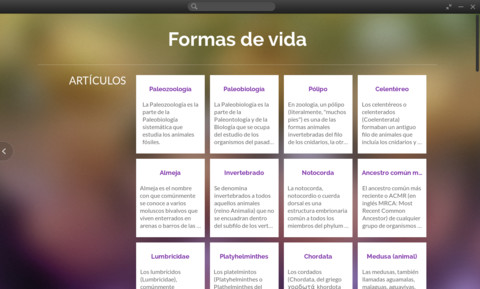 Formas de vida
ARTÍCULOS
Paleozoología
La Paleozoología es la
parte de la
Paleobiología
sistemática que
estudia los animales
fósiles.
Paleobiología
La Paleobiología es la
parte de la
Paleontología y de la
Biología que se
ocupa del estudio de
los organismos del pasad...
Pólipo
En zoología, un pólipo
(literalmente, "muchos
pies") es una de las
formas animales
invertebradas del filo
de los cnidarios, la otr...
Celentéreo
Los celentéreos o
celenterados
(Coelenterata)
formaban un antiguo
filo de animales que
incluía los cnidarios y ...
Almeja
Almeja es el nombre
con que comúnmente
se conoce a varios
moluscos bivalvos que
viven enterrados en
arenas o barros de las ...
Invertebrado
Se denomina
invertebrados a todos
aquellos animales
(reino Animalia) que no
se encuadran dentro
del subfilo de los vert...
Notocorda
La notocorda,
notocordio o cuerda
dorsal es una
estructura embrionaria
común a todos los
miembros del phylum ...
Ancestro común m...
El ancestro común más
reciente o ACMR (en
inglés MRCA: Most
Recent Common
Ancestor) de cualquier
grupo de organismos ...
Lumbricidae
Los lumbrícidos
(Lumbricidae),
comúnmente
Platyhelminthes
Los platelmintos
(Platyhelminthes o
Plathelminthes del
Chordata
Los cordados
(Chordata, del griego
χορδωτά, khordota,
Medusa (animal)
Las medusas, también
llamadas aguamalas,
malaguas, aguavivas,